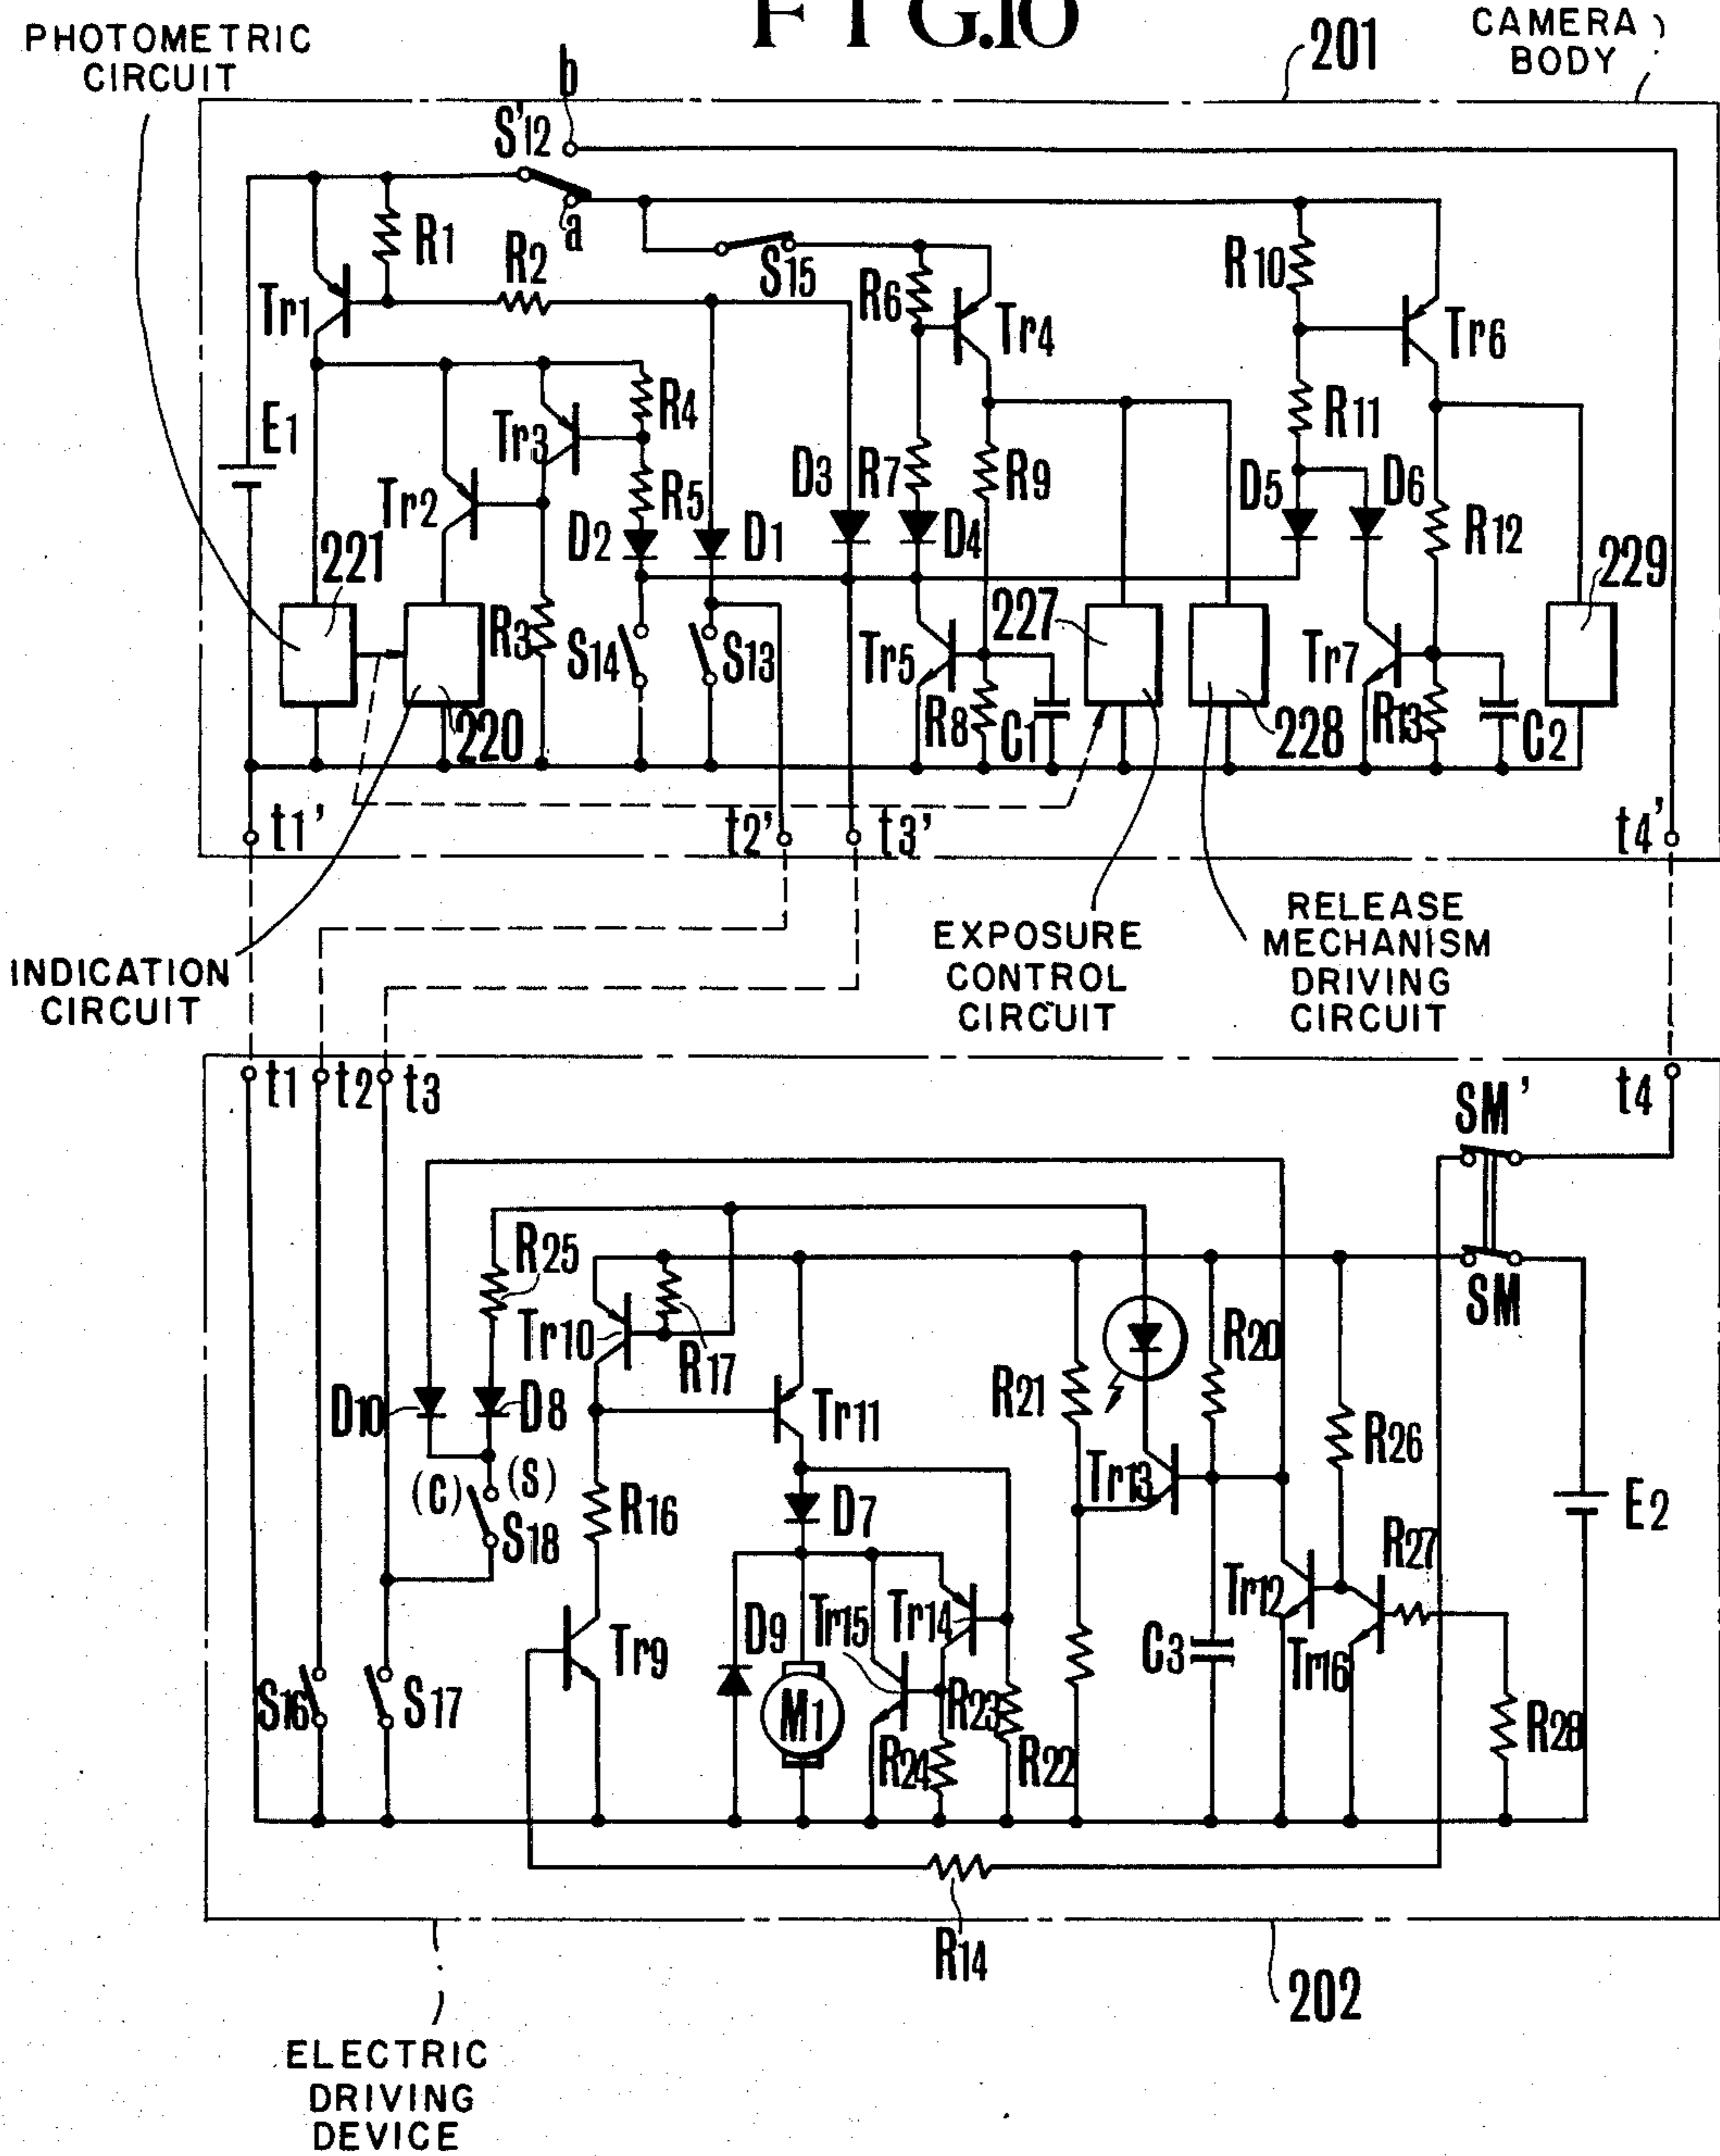 FIG.10
PHOTOMETRIC
CIRCUIT
b
201
CAMERA
BODY
S'12
a
R1
R2
S15
R6
R10
Tr1
Tr4
Tr6
E1
Tr3
R4
R11
Tr2
R5
D3
R7
R9
D5
D6
D2
D1
D4
R12
221
229
R3
S14
S13
Tr5
227
Tr7
220
R8
C1
228
R13
C2
t1'
t2'
t3'
t4'
INDICATION
CIRCUIT
EXPOSURE
CONTROL
CIRCUIT
RELEASE
MECHANISM
DRIVING
CIRCUIT
t1
t2
t3
SM'
t4
R25
SM
Tr10
R17
R20
D10
D8
Tr11
R21
R26
(C)
(S)
Tr13
S18
R16
D7
E2
R27
D9
Tr15
Tr14
Tr12
C3
Tr16
Tr9
S16
S17
M1
R23
R24
R22
R28
R14
202
ELECTRIC
DRIVING
DEVICE